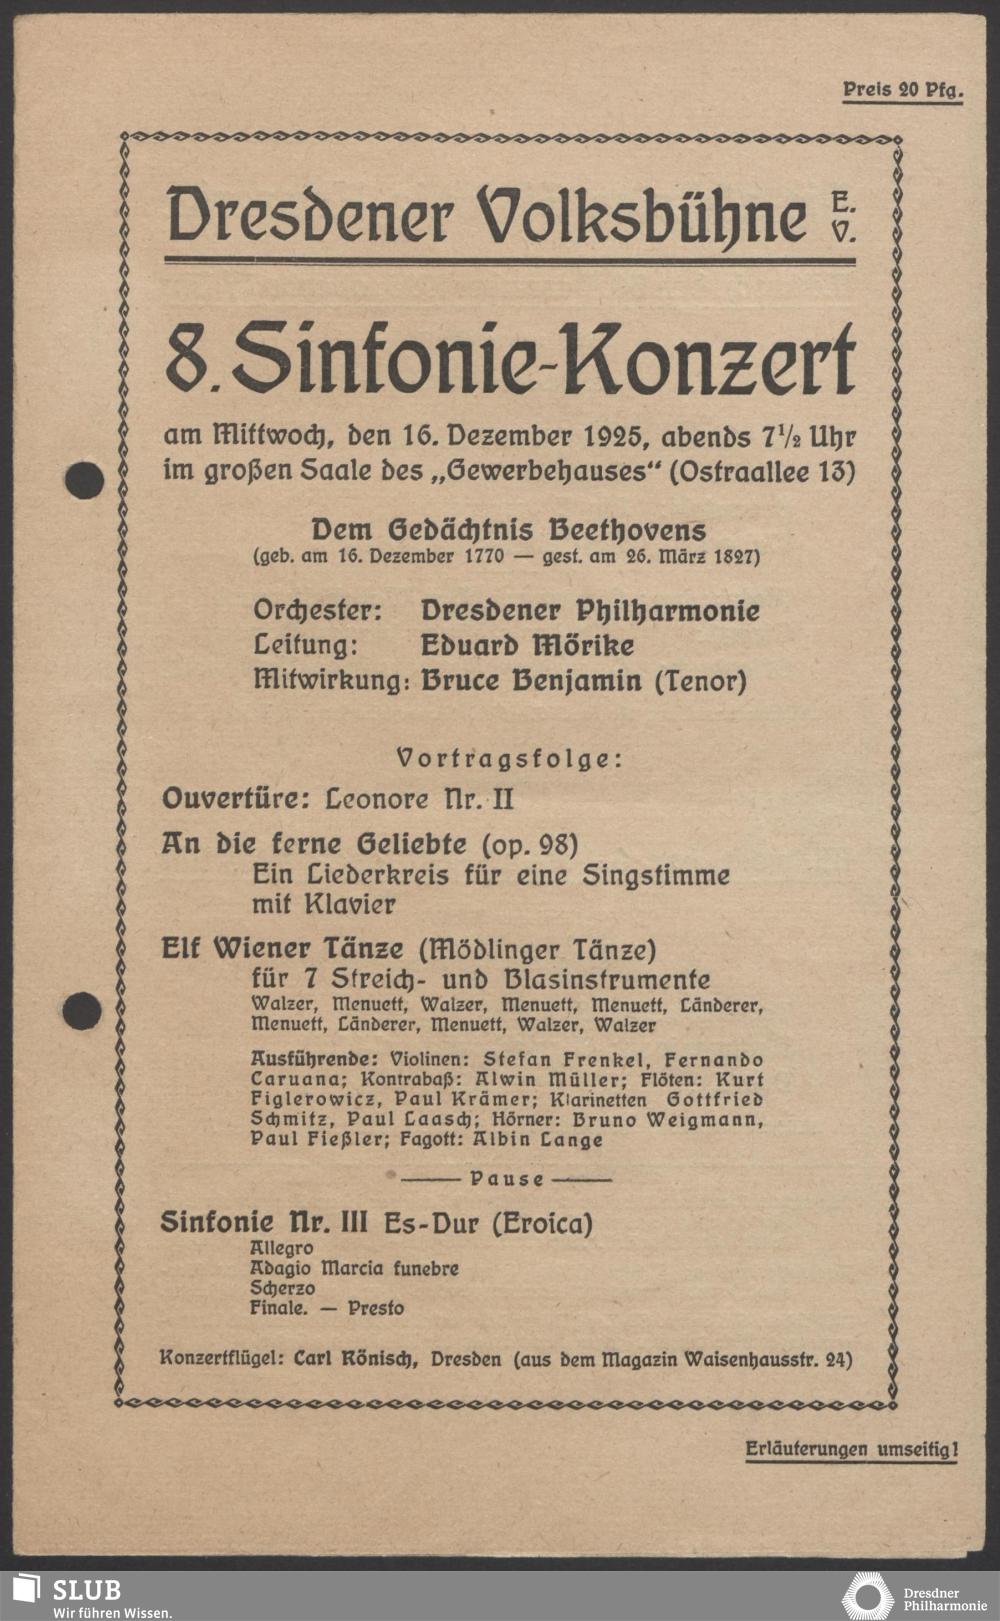 Preis 20 Pfg.
Dresdener Volksbühne E. V.
8. Sinfonie-Konzert
am Mittwoch, den 16. Dezember 1925, abends 7½ Uhr
im großen Saale des „Gewerbehauses“ (Ostraallee 13)
Dem Gedächtnis Beethovens
(geb. am 16. Dezember 1770 — gest. am 26. März 1827)
Orchester: Dresdener Philharmonie
Leitung: Eduard Mörike
Mitwirkung: Bruce Benjamin (Tenor)
Vortragsfolge:
Ouvertüre: Leonore Nr. II
An die ferne Geliebte (op. 98)
Ein Liederkreis für eine Singstimme
mit Klavier
Elf Wiener Tänze (Mödlinger Tänze)
für 7 Streich- und Blasinstrumente
Walzer, Menuett, Walzer, Menuett, Menuett, Länderer,
Menuett, Länderer, Menuett, Walzer, Walzer
Ausführende: Violinen: Stefan Frenkel, Fernando
Caruana; Kontrabaß: Alwin Müller; Flöten: Kurt
Figlerowicz, Paul Krämer; Klarinetten Gottfried
Schmitz, Paul Laasch; Hörner: Bruno Weigmann,
Paul Fießler; Fagott: Albin Lange
— Pause —
Sinfonie Nr. III Es-Dur (Eroica)
Allegro
Adagio Marcia funebre
Scherzo
Finale. — Presto
Konzertflügel: Carl Rönisch, Dresden (aus dem Magazin Waisenhausstr. 24)
Erläuterungen umseitig!
SLUB
Wir führen Wissen.
Dresdner
Philharmonie